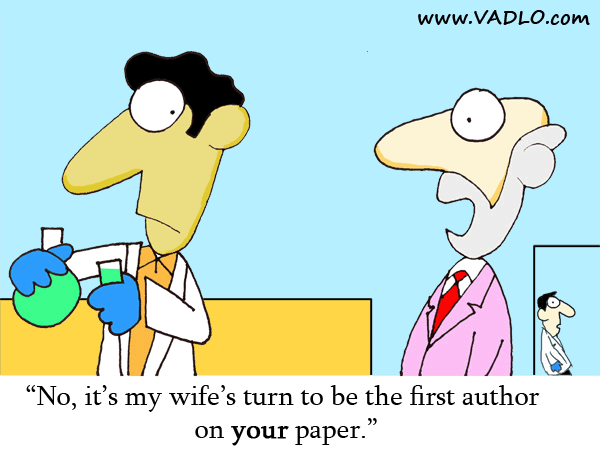 www.VADLO.com
“No, it’s my wife’s turn to be the first author
on your paper.”